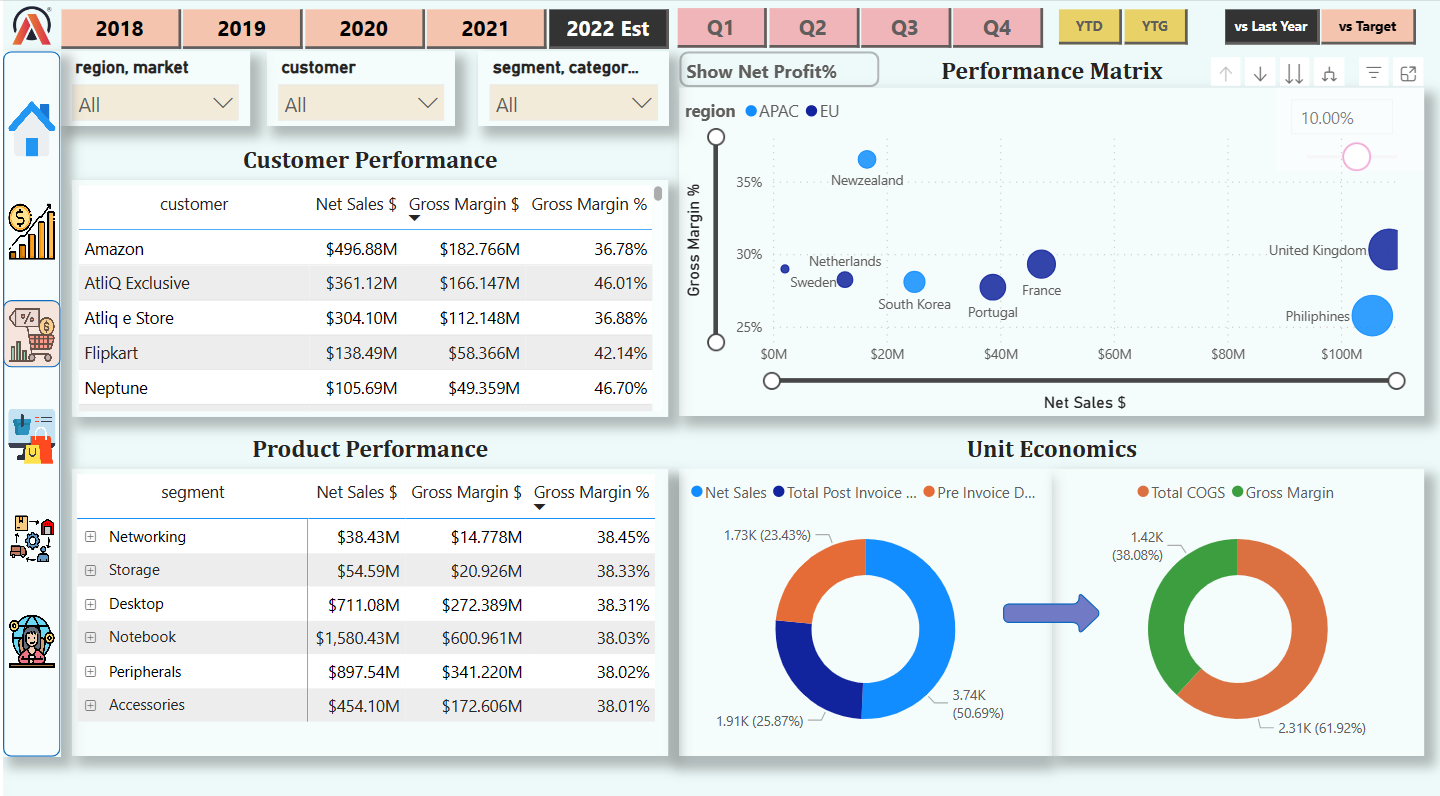 2018 2019 2020 2021 2022 Est Q1 Q2 Q3 Q4 YTD YTG vs Last Year vs Target
region, market customer segment, categor...
All All All
Show Net Profit%
Performance Matrix
region APAC EU
10.00%
Customer Performance
customer Net Sales $ Gross Margin $ Gross Margin %
Amazon $496.88M $182.766M 36.78%
AtliQ Exclusive $361.12M $166.147M 46.01%
Atliq e Store $304.10M $112.148M 36.88%
Flipkart $138.49M $58.366M 42.14%
Neptune $105.69M $49.359M 46.70%
Gross Margin %
35%
30%
25%
Newzealand
United Kingdom
Netherlands
Sweden
South Korea
France
Portugal
Philiphines
$0M $20M $40M $60M $80M $100M
Net Sales $
Product Performance
segment Net Sales $ Gross Margin $ Gross Margin %
Networking $38.43M $14.778M 38.45%
Storage $54.59M $20.926M 38.33%
Desktop $711.08M $272.389M 38.31%
Notebook $1,580.43M $600.961M 38.03%
Peripherals $897.54M $341.220M 38.02%
Accessories $454.10M $172.606M 38.01%
Unit Economics
Net Sales Total Post Invoice ... Pre Invoice D...
1.73K (23.43%)
3.74K
(50.69%)
1.91K (25.87%)
Total COGS Gross Margin
1.42K
(38.08%)
2.31K (61.92%)